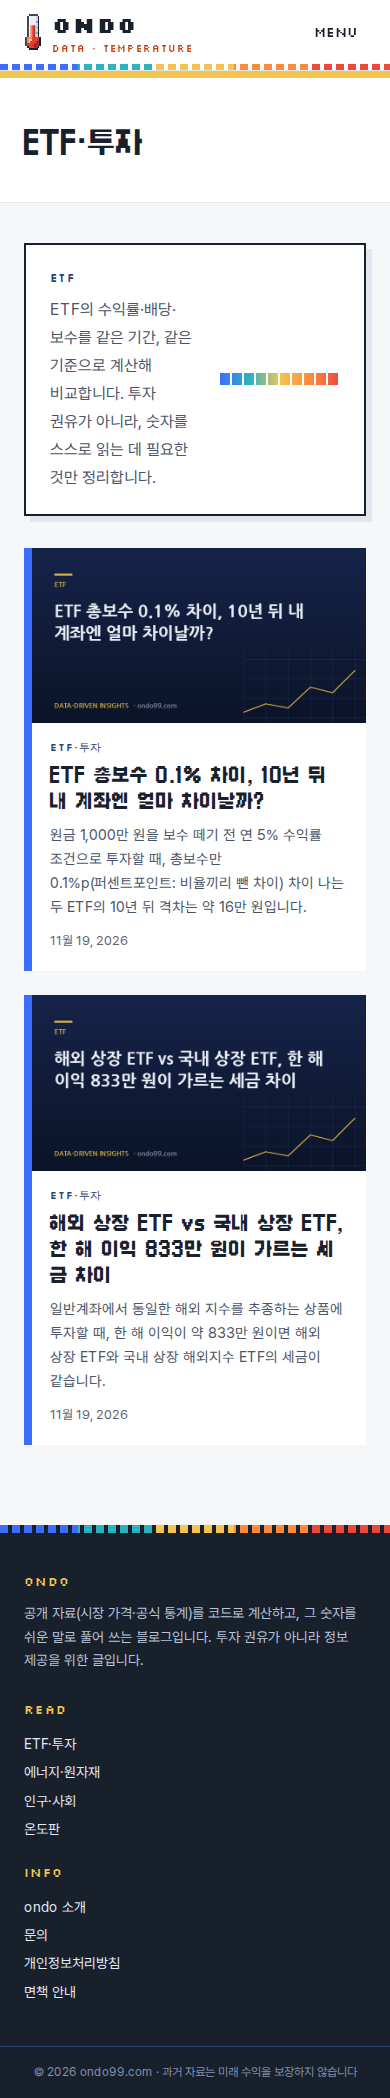 ONDO
DATA · TEMPERATURE
MENU
ETF·투자
ETF
ETF의 수익률·배당·
보수를 같은 기간, 같은
기준으로 계산해
비교합니다. 투자
권유가 아니라, 숫자를
스스로 읽는 데 필요한
것만 정리합니다.
ETF
ETF 총보수 0.1% 차이, 10년 뒤 내
계좌엔 얼마 차이날까?
DATA-DRIVEN INSIGHTS · ondo99.com
ETF·투자
ETF 총보수 0.1% 차이, 10년 뒤
내 계좌엔 얼마 차이날까?
원금 1,000만 원을 보수 떼기 전 연 5% 수익률
조건으로 투자할 때, 총보수만
0.1%p(퍼센트포인트: 비율끼리 뺀 차이) 차이 나는
두 ETF의 10년 뒤 격차는 약 16만 원입니다.
11월 19, 2026
ETF
해외 상장 ETF vs 국내 상장 ETF, 한 해
이익 833만 원이 가르는 세금 차이
DATA-DRIVEN INSIGHTS · ondo99.com
ETF·투자
해외 상장 ETF vs 국내 상장 ETF,
한 해 이익 833만 원이 가르는 세
금 차이
일반계좌에서 동일한 해외 지수를 추종하는 상품에
투자할 때, 한 해 이익이 약 833만 원이면 해외
상장 ETF와 국내 상장 해외지수 ETF의 세금이
같습니다.
11월 19, 2026
ONDO
공개 자료(시장 가격·공식 통계)를 코드로 계산하고, 그 숫자를
쉬운 말로 풀어 쓰는 블로그입니다. 투자 권유가 아니라 정보
제공을 위한 글입니다.
READ
ETF·투자
에너지·원자재
인구·사회
온도판
INFO
ondo 소개
문의
개인정보처리방침
면책 안내
© 2026 ondo99.com · 과거 자료는 미래 수익을 보장하지 않습니다